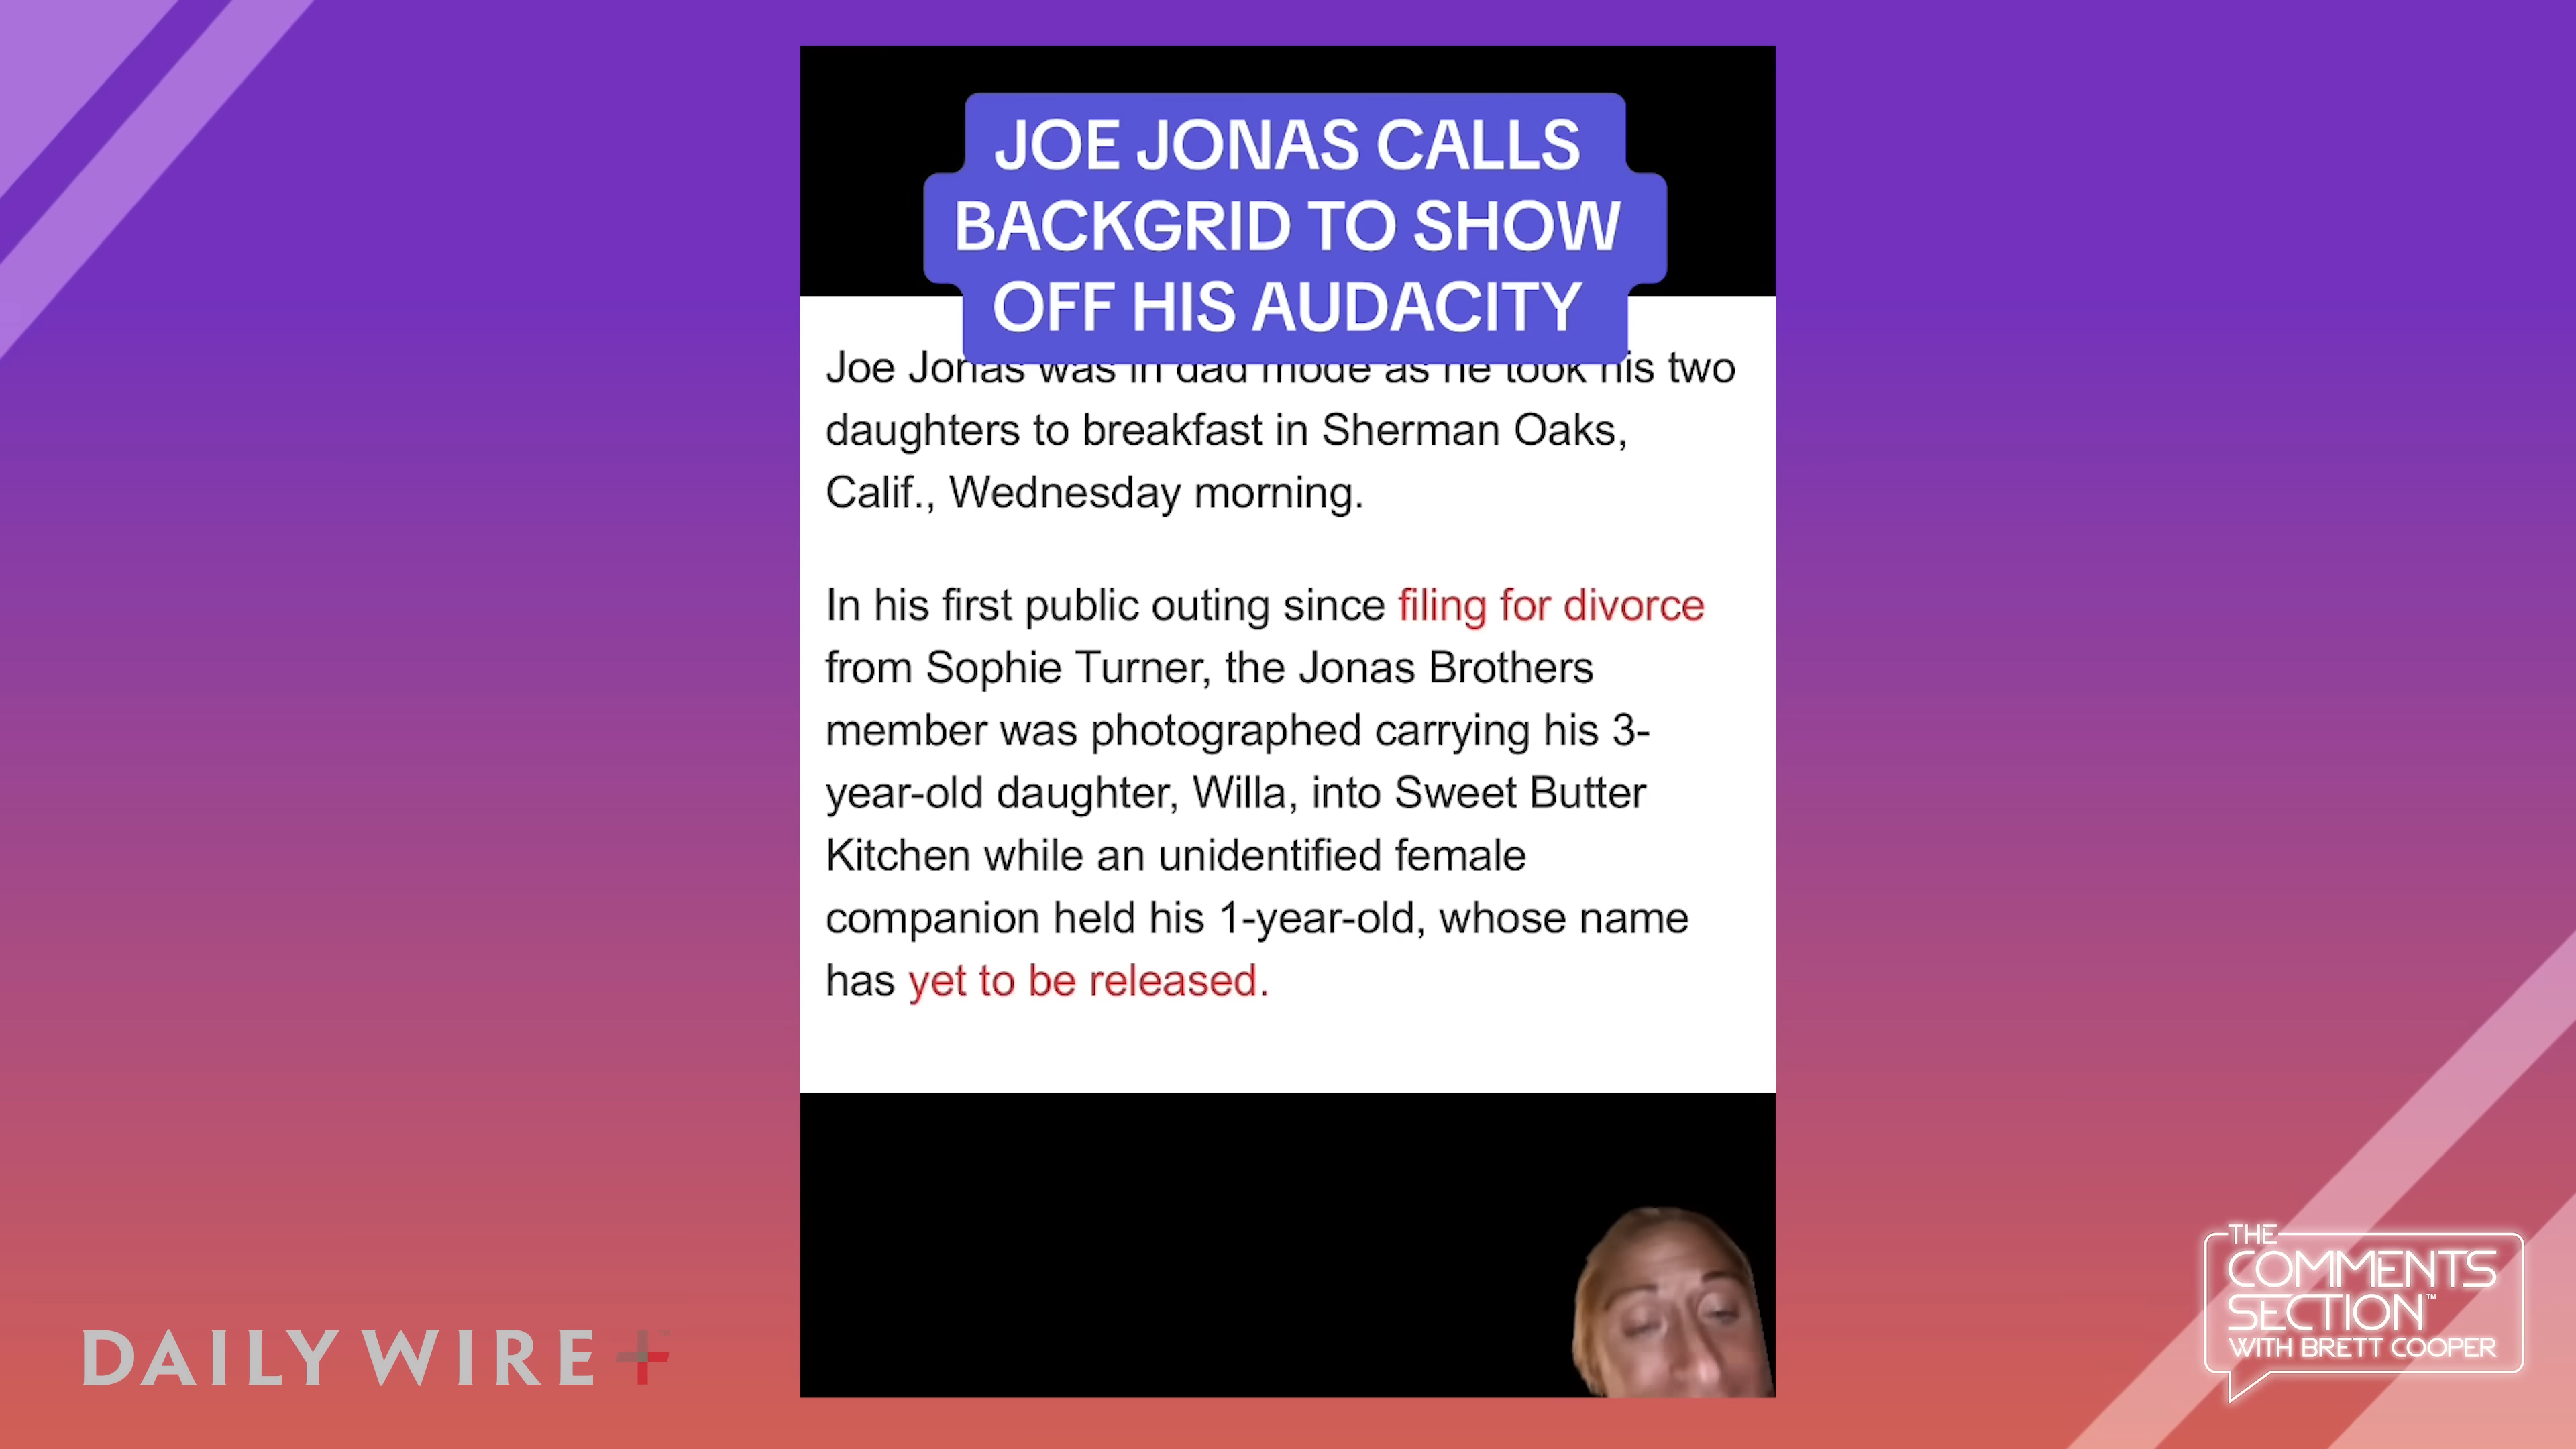 JOE JONAS CALLS
BACKGRID TO SHOW
OFF HIS AUDACITY
Joe Jonas was in dad mode as he took his two
daughters to breakfast in Sherman Oaks,
Calif., Wednesday morning.
In his first public outing since filing for divorce
from Sophie Turner, the Jonas Brothers
member was photographed carrying his 3-
year-old daughter, Willa, into Sweet Butter
Kitchen while an unidentified female
companion held his 1-year-old, whose name
has yet to be released.
DAILY WIRE +
THE
COMMENTS
SECTION™
WITH BRETT COOPER